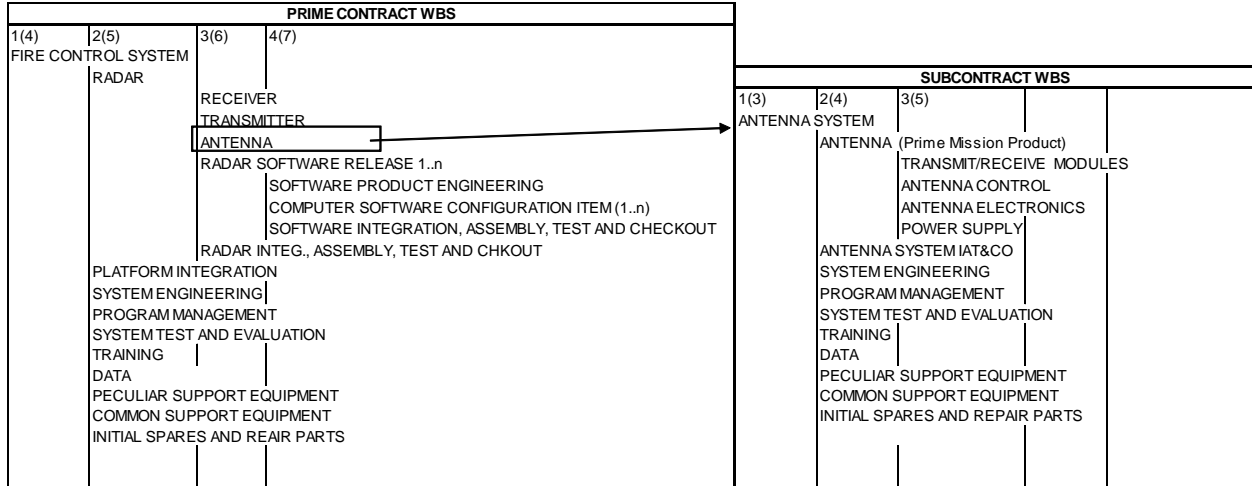 PRIME CONTRACT WBS
1(4) 2(5) 3(6) 4(7)
FIRE CONTROL SYSTEM
RADAR
RECEIVER
TRANSMITTER
ANTENNA
RADAR SOFTWARE RELEASE 1..n
SOFTWARE PRODUCT ENGINEERING
COMPUTER SOFTWARE CONFIGURATION ITEM (1..n)
SOFTWARE INTEGRATION, ASSEMBLY, TEST AND CHECKOUT
RADAR INTEG., ASSEMBLY, TEST AND CHKOUT
PLATFORM INTEGRATION
SYSTEM ENGINEERING
PROGRAM MANAGEMENT
SYSTEM TEST AND EVALUATION
TRAINING
DATA
PECULIAR SUPPORT EQUIPMENT
COMMON SUPPORT EQUIPMENT
INITIAL SPARES AND REAIR PARTS
SUBCONTRACT WBS
1(3) 2(4) 3(5)
ANTENNA SYSTEM
ANTENNA (Prime Mission Product)
TRANSMIT/RECEIVE MODULES
ANTENNA CONTROL
ANTENNA ELECTRONICS
POWER SUPPLY
ANTENNA SYSTEM IAT&CO
SYSTEM ENGINEERING
PROGRAM MANAGEMENT
SYSTEM TEST AND EVALUATION
TRAINING
DATA
PECULIAR SUPPORT EQUIPMENT
COMMON SUPPORT EQUIPMENT
INITIAL SPARES AND REPAIR PARTS